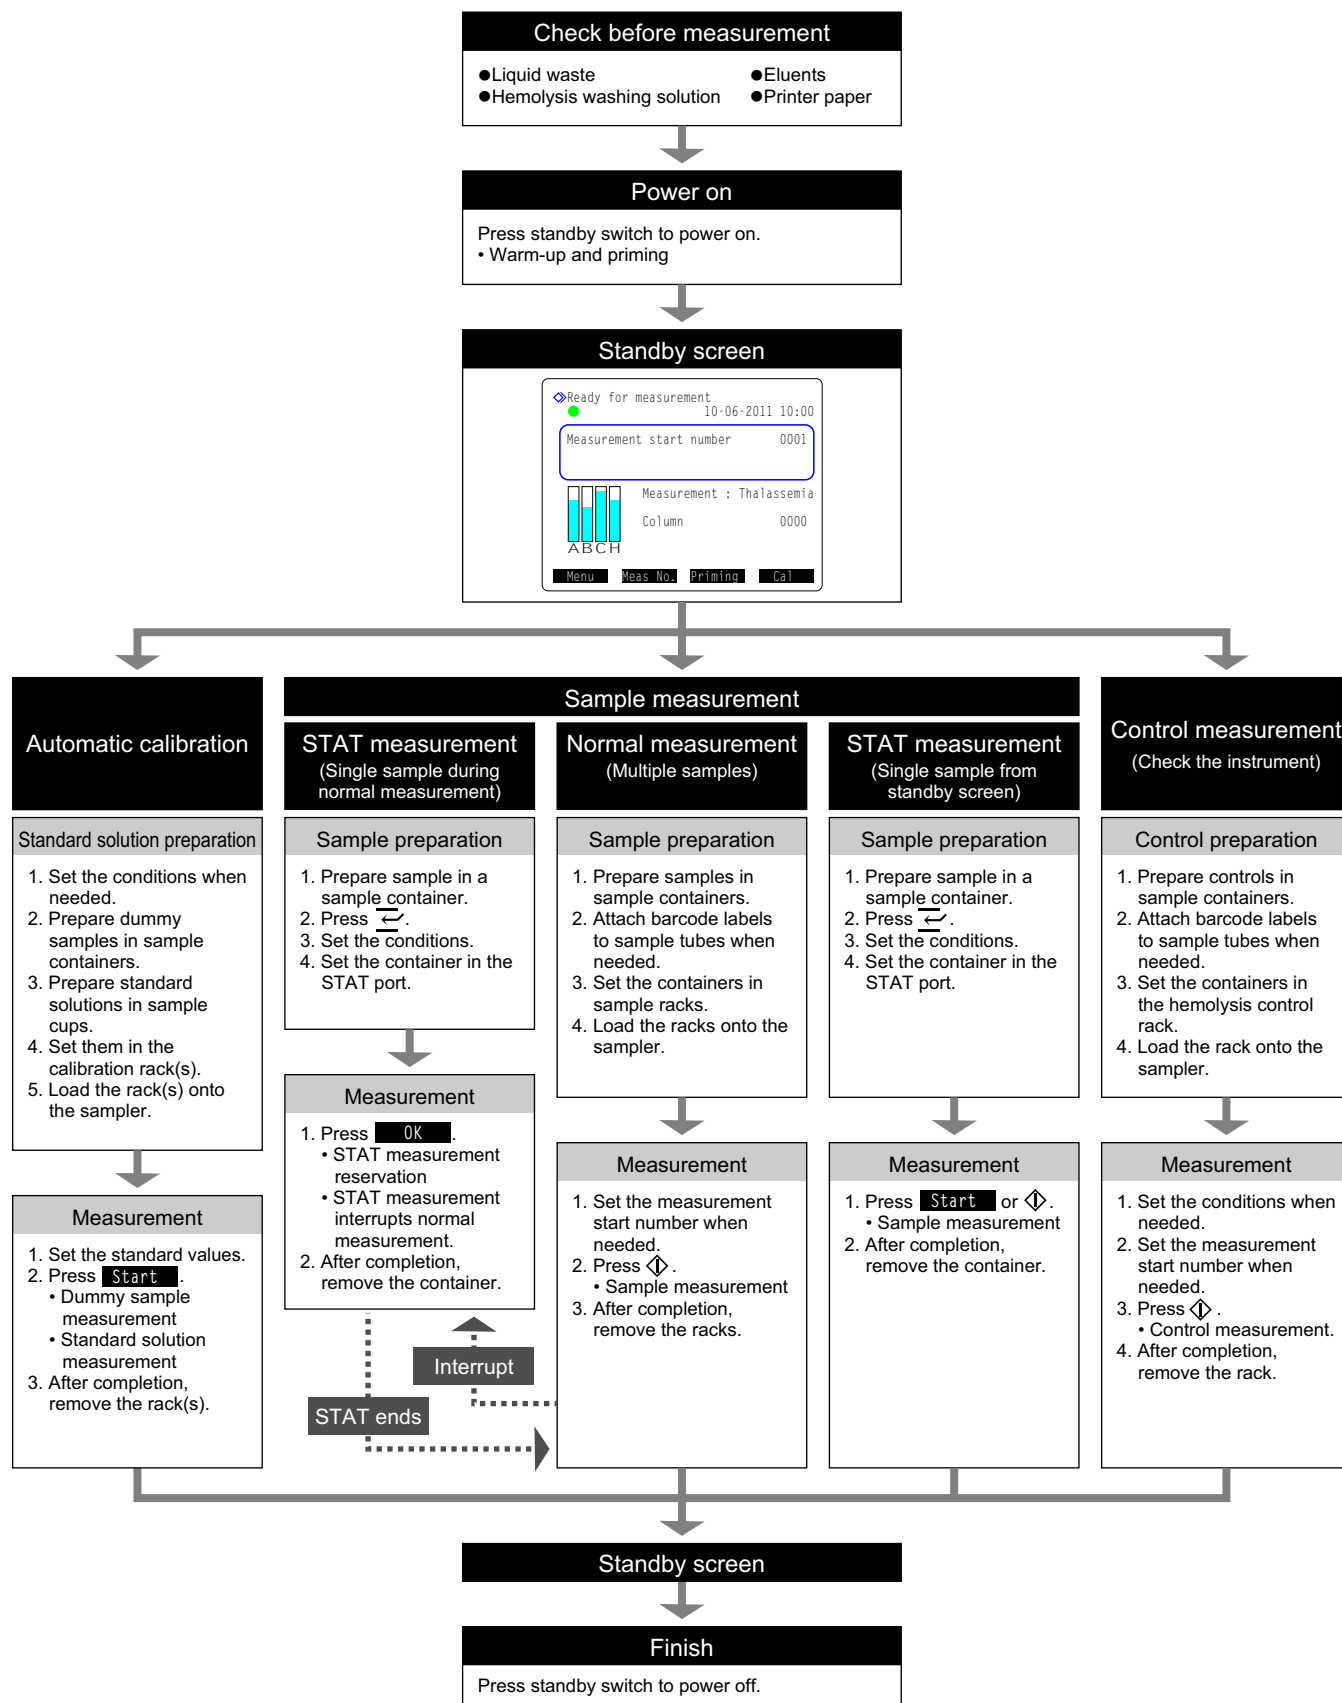 Check before measurement
●Liquid waste ●Eluents
●Hemolysis washing solution ●Printer paper
Power on
Press standby switch to power on.
• Warm-up and priming
Standby screen
Ready for measurement
10-06-2011 10:00
Measurement start number 0001
Measurement : Thalassemia
Column 0000
A B C H
Menu Meas No. Priming Cal
Automatic calibration
Standard solution preparation
1. Set the conditions when
needed.
2. Prepare dummy
samples in sample
containers.
3. Prepare standard
solutions in sample
cups.
4. Set them in the
calibration rack(s).
5. Load the rack(s) onto
the sampler.
Measurement
1. Set the standard values.
2. Press Start .
• Dummy sample
measurement
• Standard solution
measurement
3. After completion,
remove the rack(s).
Sample measurement
STAT measurement
(Single sample during
normal measurement)
Sample preparation
1. Prepare sample in a
sample container.
2. Press .
3. Set the conditions.
4. Set the container in the
STAT port.
Measurement
1. Press OK .
• STAT measurement
reservation
• STAT measurement
interrupts normal
measurement.
2. After completion,
remove the container.
Interrupt
STAT ends
Normal measurement
(Multiple samples)
Sample preparation
1. Prepare samples in
sample containers.
2. Attach barcode labels
to sample tubes when
needed.
3. Set the containers in
sample racks.
4. Load the racks onto the
sampler.
Measurement
1. Set the measurement
start number when
needed.
2. Press .
• Sample measurement
3. After completion,
remove the racks.
STAT measurement
(Single sample from
standby screen)
Sample preparation
1. Prepare sample in a
sample container.
2. Press .
3. Set the conditions.
4. Set the container in the
STAT port.
Measurement
1. Press Start or .
• Sample measurement
2. After completion,
remove the container.
Control measurement
(Check the instrument)
Control preparation
1. Prepare controls in
sample containers.
2. Attach barcode labels
to sample tubes when
needed.
3. Set the containers in
the hemolysis control
rack.
4. Load the rack onto the
sampler.
Measurement
1. Set the conditions when
needed.
2. Set the measurement
start number when
needed.
3. Press .
• Control measurement.
4. After completion,
remove the rack.
Standby screen
Finish
Press standby switch to power off.